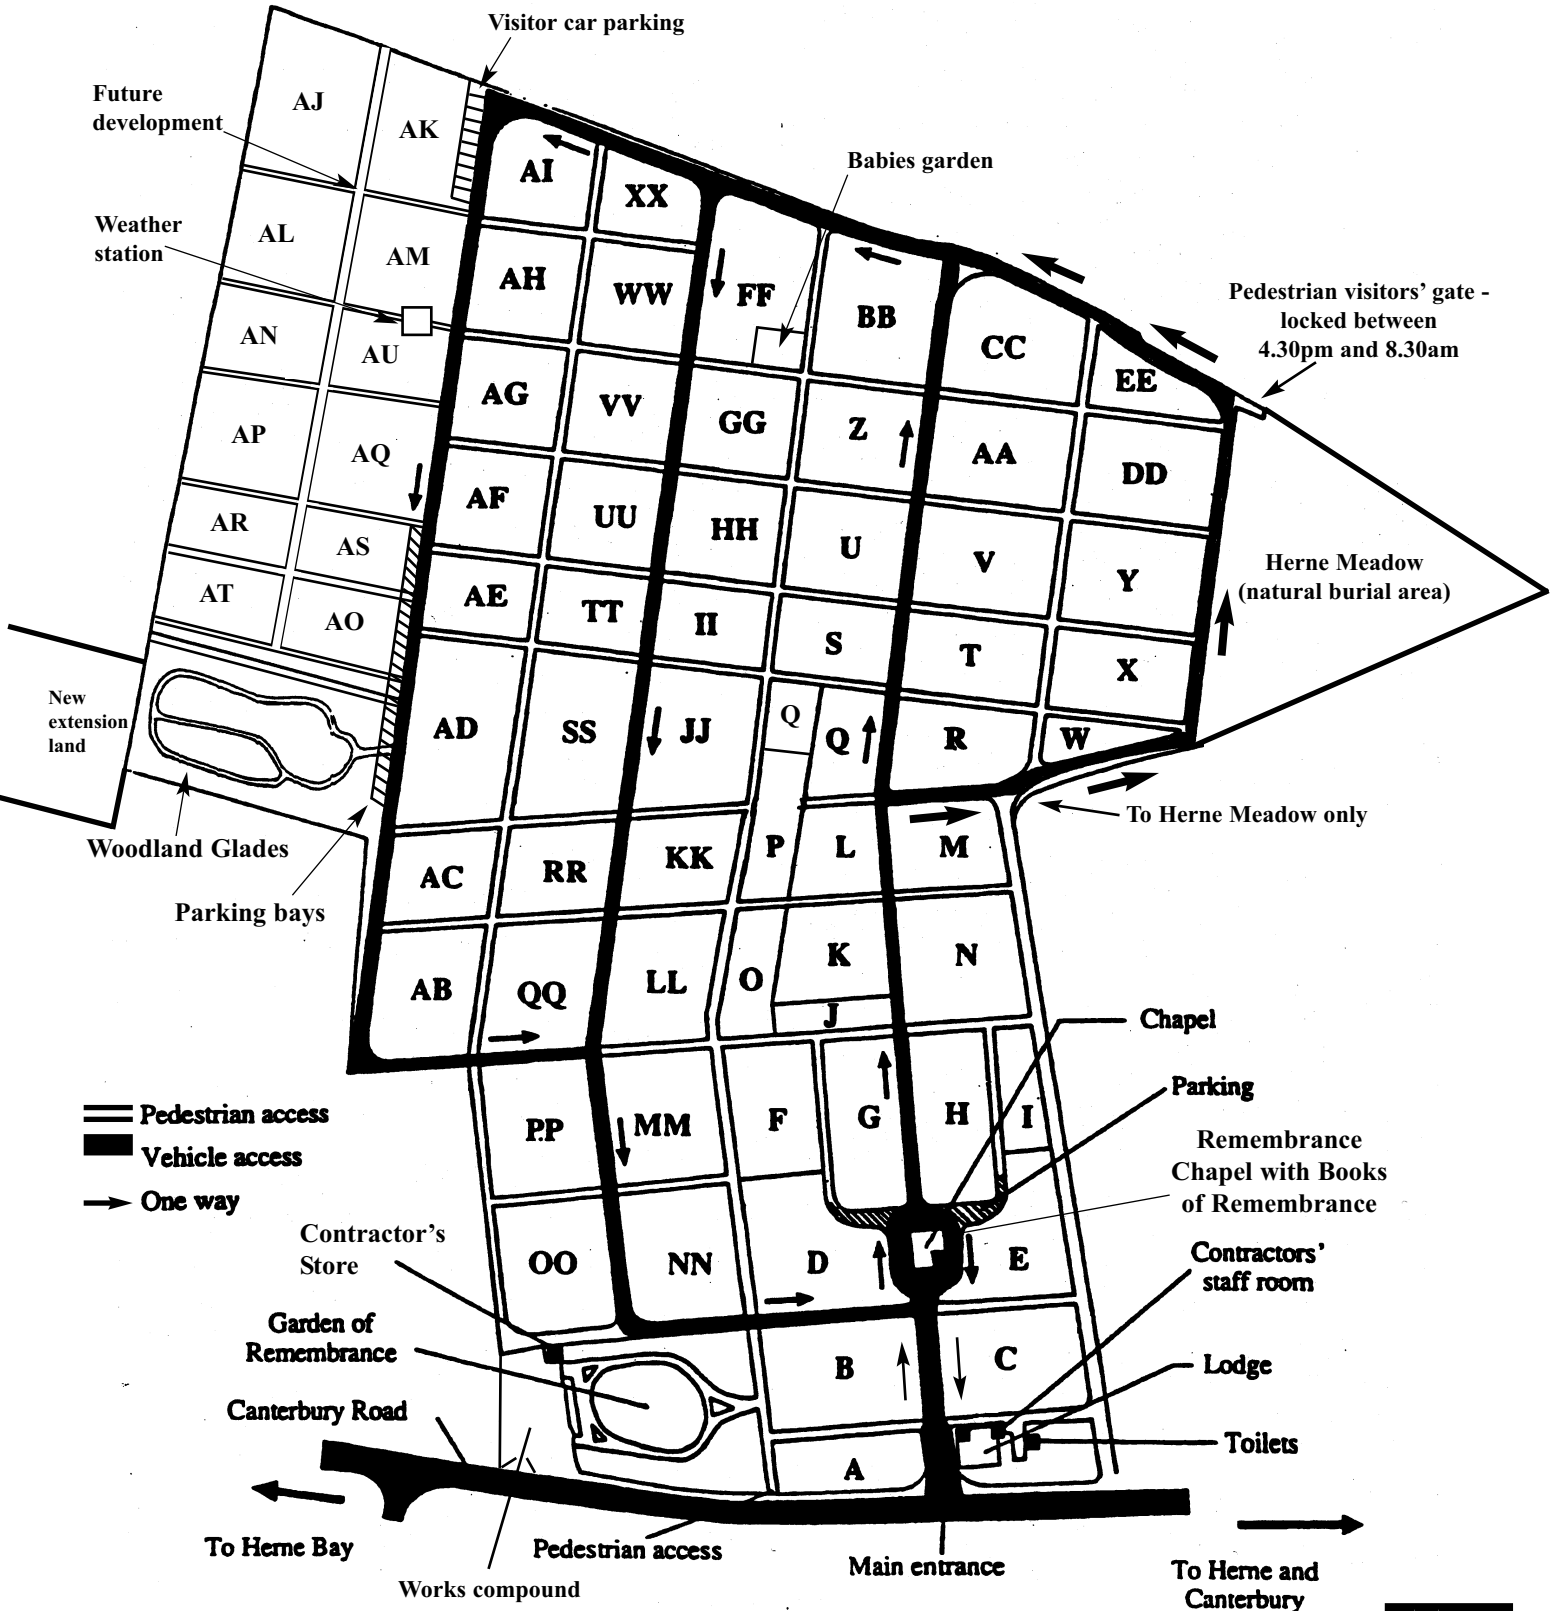 Visitor car parking
Future
development
AJ
AK
Babies garden
AI
XX
Weather
station
AL
AM
AH
WW
FF
BB
CC
EE
Pedestrian visitors’ gate -
locked between
4.30pm and 8.30am
AN
AU
AG
VV
GG
Z
AA
DD
AP
AQ
AF
UU
HH
U
V
Y
Herne Meadow
(natural burial area)
AR
AS
AE
TT
II
S
T
X
AT
AO
New
extension
land
AD
SS
JJ
Q
Q
R
W
To Herne Meadow only
Woodland Glades
Parking bays
AC
RR
KK
P
L
M
AB
QQ
LL
O
K
N
J
Chapel
Parking
Pedestrian access
Vehicle access
One way
P.P
MM
F
G
H
I
Remembrance
Chapel with Books
of Remembrance
Contractor’s
Store
OO
NN
D
E
Contractors’
staff room
Garden of
Remembrance
B
C
Lodge
Canterbury Road
A
Toilets
To Herne Bay
Pedestrian access
Main entrance
To Herne and
Canterbury
Works compound